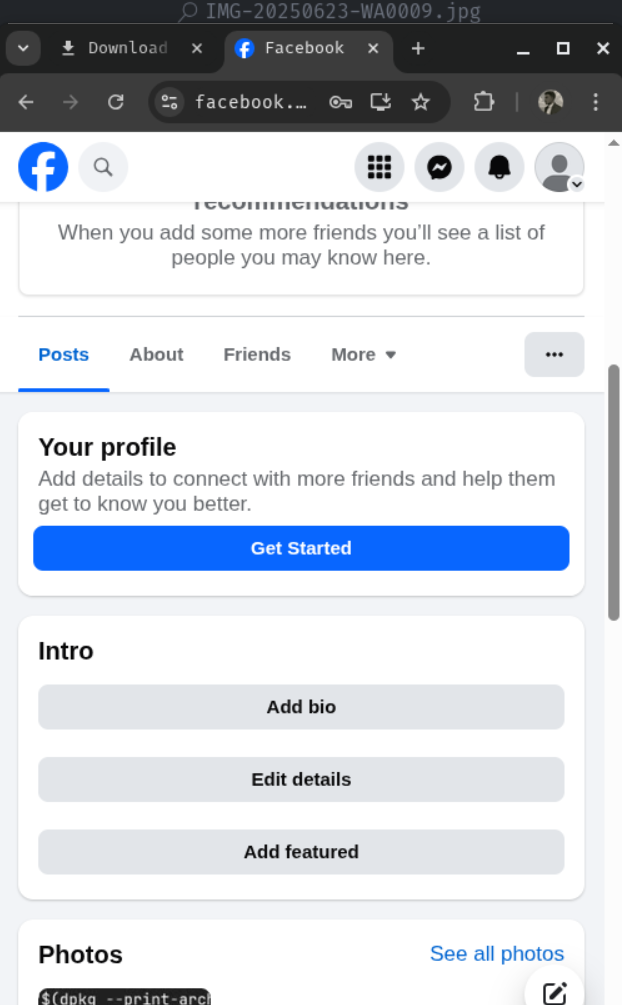 IMG-20250623-WA0009.jpg
Download
Facebook
facebook....
recommendations
When you add some more friends you'll see a list of
people you may know here.
Posts About Friends More
Your profile
Add details to connect with more friends and help them
get to know you better.
Get Started
Intro
Add bio
Edit details
Add featured
Photos
See all photos
$(dpkg --print-arch